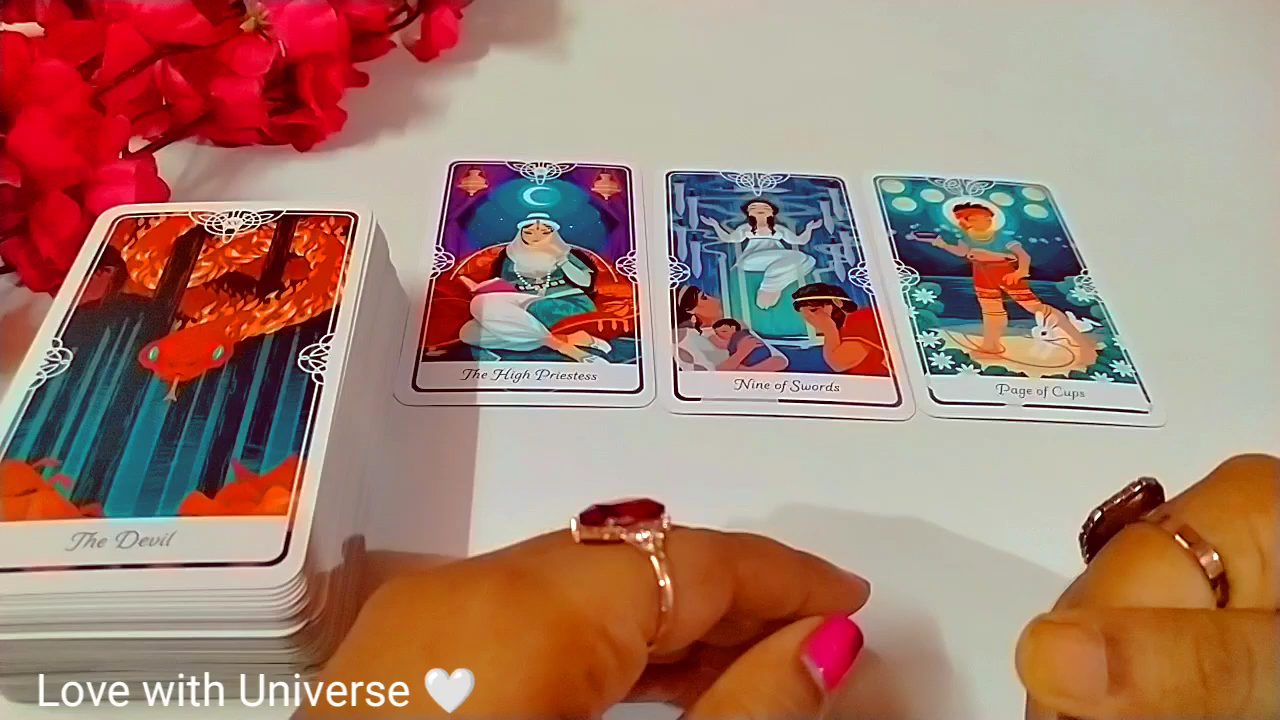 The High Priestess
Nine of Swords
Page of Cups
The Devil
Love with Universe 🤍